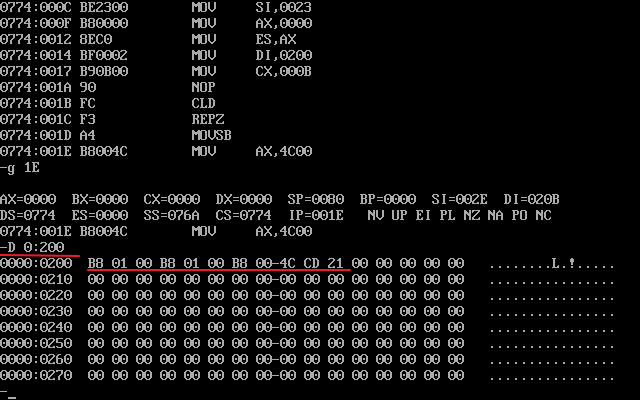 0774:000C BE2300 MOV SI,0023
0774:000F B80000 MOV AX,0000
0774:0012 8EC0 MOV ES,AX
0774:0014 BF0002 MOV DI,0200
0774:0017 B90B00 MOV CX,000B
0774:001A 90 NOP
0774:001B FC CLD
0774:001C F3 REPZ
0774:001D A4 MOVSB
0774:001E B8004C MOV AX,4C00
-g 1E
AX=0000 BX=0000 CX=0000 DX=0000 SP=0080 BP=0000 SI=002E DI=020B
DS=0774 ES=0000 SS=076A CS=0774 IP=001E NV UP EI PL NZ NA PO NC
0774:001E B8004C MOV AX,4C00
-D 0:200
0000:0200 B8 01 00 B8 01 00 B8 00-4C CD 21 00 00 00 00 00 ........L.!.....
0000:0210 00 00 00 00 00 00 00 00-00 00 00 00 00 00 00 00 ................
0000:0220 00 00 00 00 00 00 00 00-00 00 00 00 00 00 00 00 ................
0000:0230 00 00 00 00 00 00 00 00-00 00 00 00 00 00 00 00 ................
0000:0240 00 00 00 00 00 00 00 00-00 00 00 00 00 00 00 00 ................
0000:0250 00 00 00 00 00 00 00 00-00 00 00 00 00 00 00 00 ................
0000:0260 00 00 00 00 00 00 00 00-00 00 00 00 00 00 00 00 ................
0000:0270 00 00 00 00 00 00 00 00-00 00 00 00 00 00 00 00 ................
-_